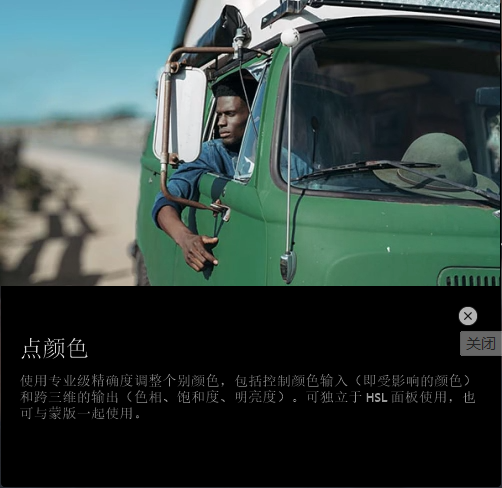 关闭
点颜色
使用专业级精确度调整个别颜色，包括控制颜色输入（即受影响的颜色）
和跨三维的输出（色相、饱和度、明亮度）。可独立于 HSL 面板使用，也
可与蒙版一起使用。